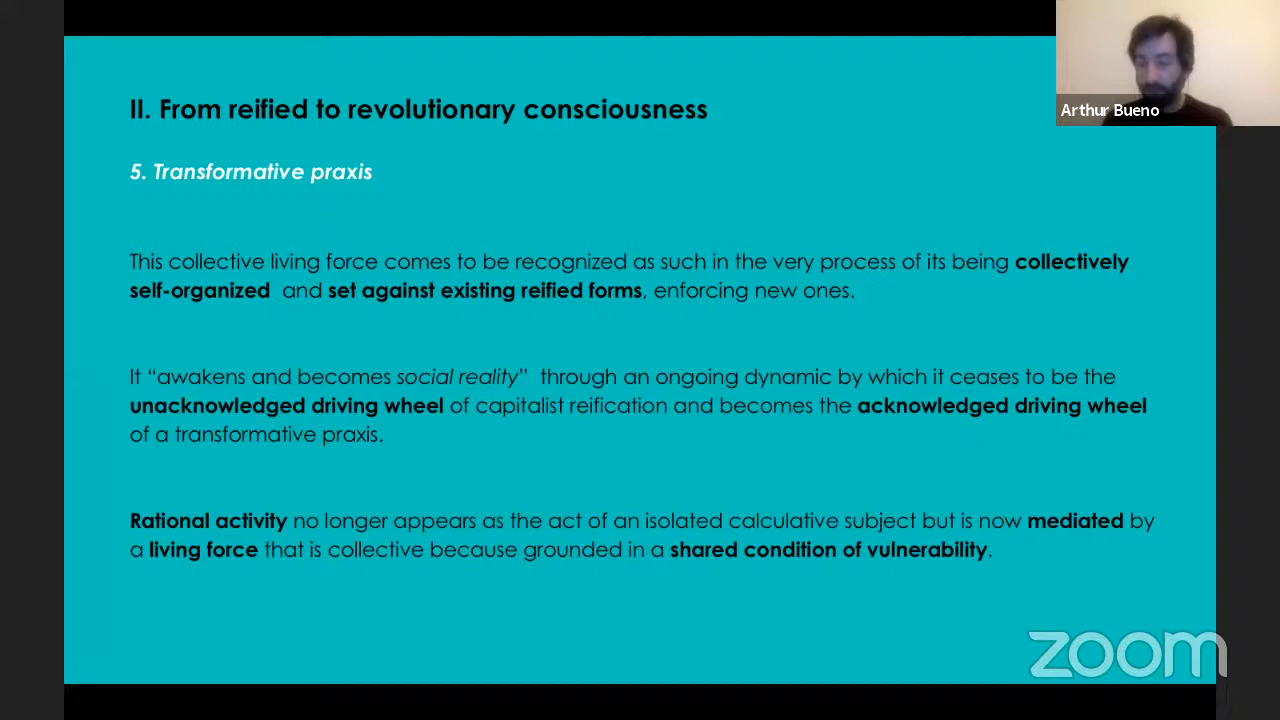 II. From reified to revolutionary consciousness
Arthur Bueno
5. Transformative praxis
This collective living force comes to be recognized as such in the very process of its being collectively
self-organized and set against existing reified forms, enforcing new ones.
It “awakens and becomes social reality” through an ongoing dynamic by which it ceases to be the
unacknowledged driving wheel of capitalist reification and becomes the acknowledged driving wheel
of a transformative praxis.
Rational activity no longer appears as the act of an isolated calculative subject but is now mediated by
a living force that is collective because grounded in a shared condition of vulnerability.
zoom